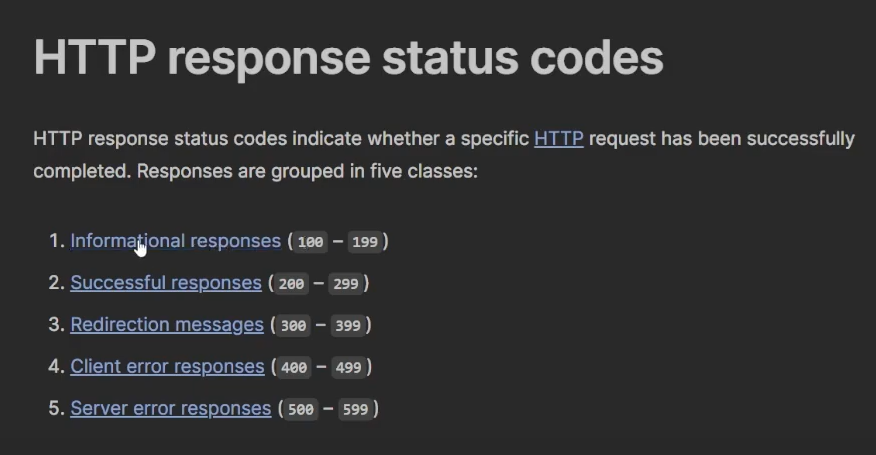 HTTP response status codes
HTTP response status codes indicate whether a specific HTTP request has been successfully
completed. Responses are grouped in five classes:
1. Informational responses (100 – 199)
2. Successful responses (200 – 299)
3. Redirection messages (300 – 399)
4. Client error responses (400 – 499)
5. Server error responses (500 – 599)